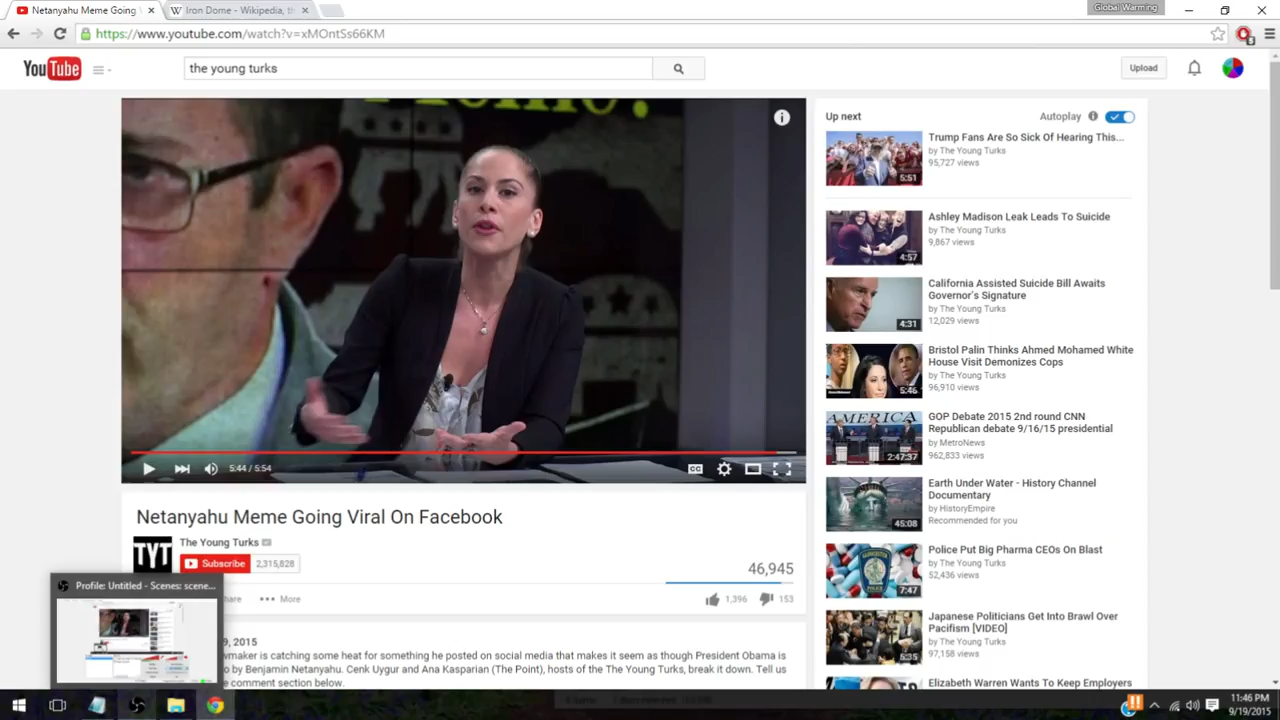 Netanyahu Meme Going
Iron Dome - Wikipedia, th
Global Warming
https://www.youtube.com/watch?v=xMOntSs66KM
YouTube
the young turks
Upload
Up next
Autoplay
Trump Fans Are So Sick Of Hearing This...
by The Young Turks
95,727 views
5:51
Ashley Madison Leak Leads To Suicide
by The Young Turks
9,867 views
4:57
California Assisted Suicide Bill Awaits
Governor's Signature
by The Young Turks
12,029 views
4:31
Bristol Palin Thinks Ahmed Mohamed White
House Visit Demonizes Cops
by The Young Turks
96,910 views
5:46
AMERICA
GOP Debate 2015 2nd round CNN
Republican debate 9/16/15 presidential
by MetroNews
962,833 views
2:47:37
Earth Under Water - History Channel
Documentary
by HistoryEmpire
Recommended for you
45:08
Police Put Big Pharma CEOs On Blast
by The Young Turks
52,436 views
7:47
Japanese Politicians Get Into Brawl Over
Pacifism [VIDEO]
by The Young Turks
97,158 views
5:35
Elizabeth Warren Wants To Keep Employers
5:44 / 5:54
CC
Netanyahu Meme Going Viral On Facebook
TYT
The Young Turks
Subscribe
2,315,828
46,945
hare
More
1,396
153
Profile: Untitled - Scenes: scene...
9, 2015
wmaker is catching some heat for something he posted on social media that makes it seem as though President Obama is
o by Benjamin Netanyahu. Cenk Uygur and Ana Kasparian (The Point), hosts of the The Young Turks, break it down. Tell us
e comment section below.
11:46 PM
9/19/2015